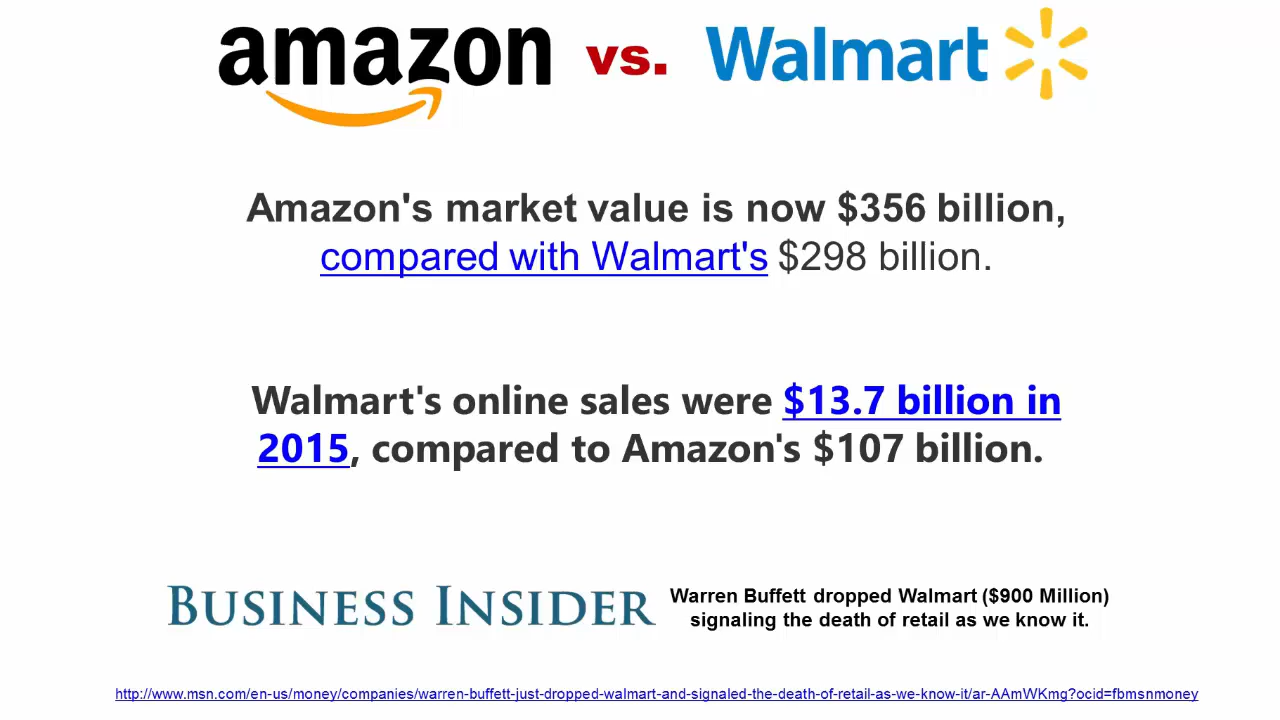 amazon vs. Walmart
Amazon's market value is now $356 billion,
compared with Walmart's $298 billion.
Walmart's online sales were $13.7 billion in
2015, compared to Amazon's $107 billion.
BUSINESS INSIDER
Warren Buffett dropped Walmart ($900 Million)
signaling the death of retail as we know it.
http://www.msn.com/en-us/money/companies/warren-buffett-just-dropped-walmart-and-signaled-the-death-of-retail-as-we-know-it/ar-AAmWKmg?ocid=fbmsnmoney